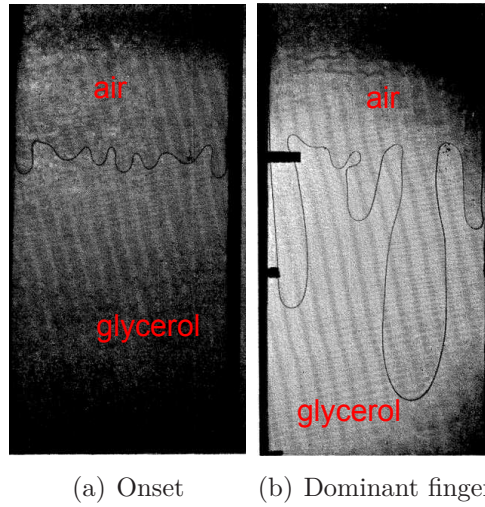 air
glycerol
air
glycerol
(a) Onset
(b) Dominant finger